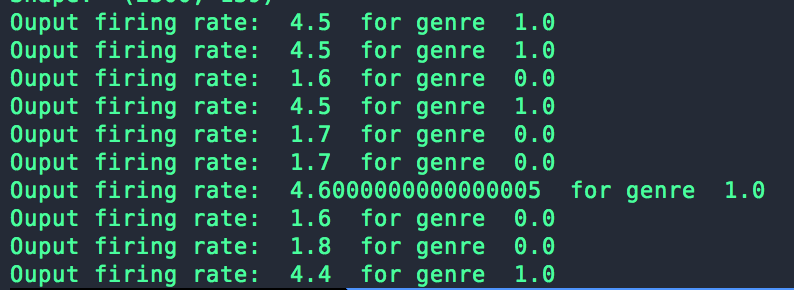 Ouput firing rate:  4.5  for genre  1.0
Ouput firing rate:  4.5  for genre  1.0
Ouput firing rate:  1.6  for genre  0.0
Ouput firing rate:  4.5  for genre  1.0
Ouput firing rate:  1.7  for genre  0.0
Ouput firing rate:  1.7  for genre  0.0
Ouput firing rate:  4.6000000000000005  for genre  1.0
Ouput firing rate:  1.6  for genre  0.0
Ouput firing rate:  1.8  for genre  0.0
Ouput firing rate:  4.4  for genre  1.0